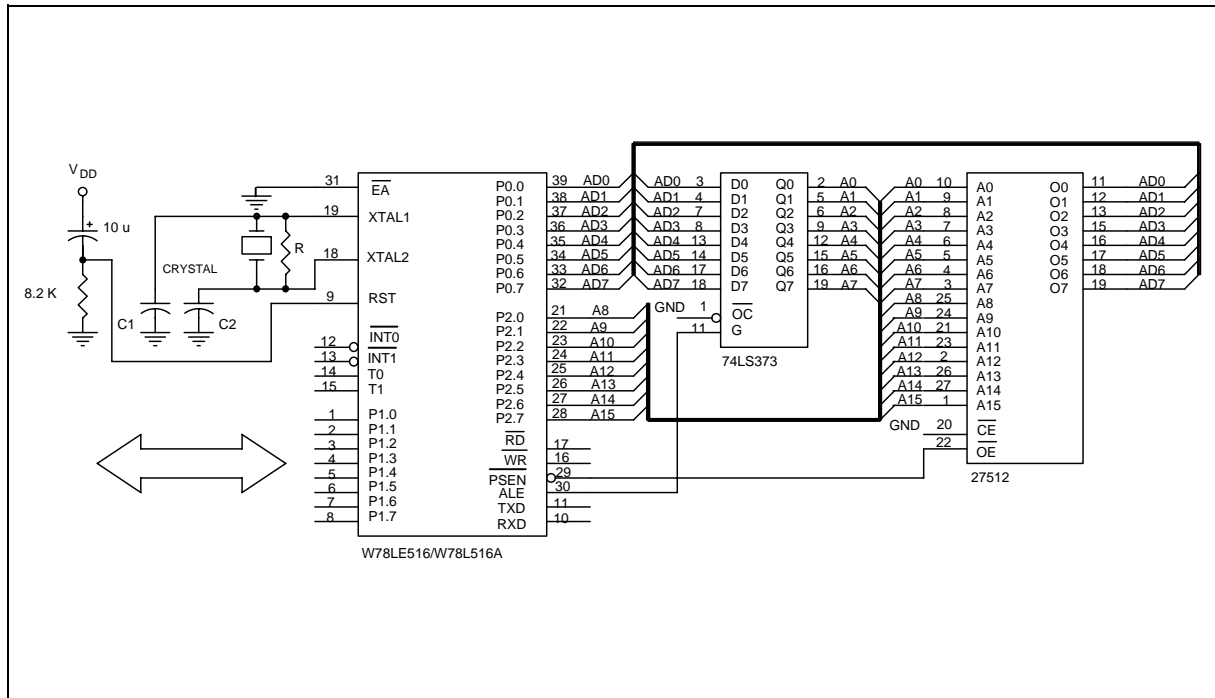 V DD
10 u
8.2 K
C1
C2
CRYSTAL
R
31 EA
19 XTAL1
18 XTAL2
9 RST
12 INT0
13 INT1
14 T0
15 T1
1 P1.0
2 P1.1
3 P1.2
4 P1.3
5 P1.4
6 P1.5
7 P1.6
8 P1.7
P0.0 39 AD0
P0.1 38 AD1
P0.2 37 AD2
P0.3 36 AD3
P0.4 35 AD4
P0.5 34 AD5
P0.6 33 AD6
P0.7 32 AD7
P2.0 21 A8
P2.1 22 A9
P2.2 23 A10
P2.3 24 A11
P2.4 25 A12
P2.5 26 A13
P2.6 27 A14
P2.7 28 A15
RD 17
WR 16
PSEN 29
ALE 30
TXD 11
RXD 10
W78LE516/W78L516A
AD0 3 D0 Q0 2 A0
AD1 4 D1 Q1 5 A1
AD2 7 D2 Q2 6 A2
AD3 8 D3 Q3 9 A3
AD4 13 D4 Q4 12 A4
AD5 14 D5 Q5 15 A5
AD6 17 D6 Q6 16 A6
AD7 18 D7 Q7 19 A7
GND 1 OC
11 G
74LS373
A0 10 A0 O0 11 AD0
A1 9 A1 O1 12 AD1
A2 8 A2 O2 13 AD2
A3 7 A3 O3 15 AD3
A4 6 A4 O4 16 AD4
A5 5 A5 O5 17 AD5
A6 4 A6 O6 18 AD6
A7 3 A7 O7 19 AD7
A8 25 A8
A9 24 A9
A10 21 A10
A11 23 A11
A12 2 A12
A13 26 A13
A14 27 A14
A15 1 A15
GND 20 CE
22 OE
27512